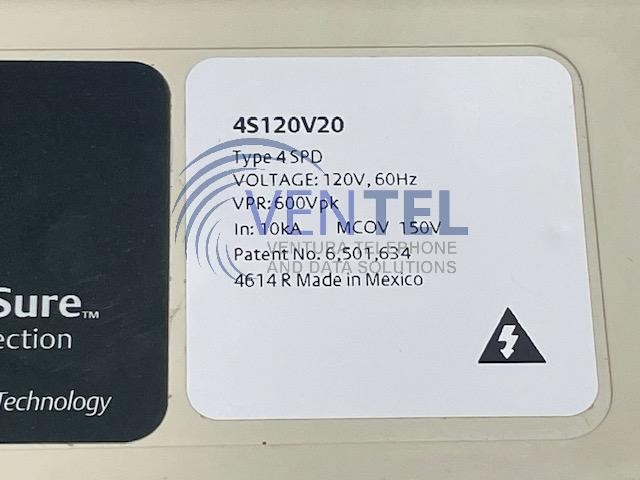 Sure™
ection
Technology
4S120V20
Type 4 SPD
VOLTAGE: 120V, 60Hz
VPR: 600Vpk
In: 10kA MCOV 150V
Patent No. 6,501,634
4614 R Made in Mexico
VENTEL
VENTURA TELEPHONE
AND DATA SOLUTIONS